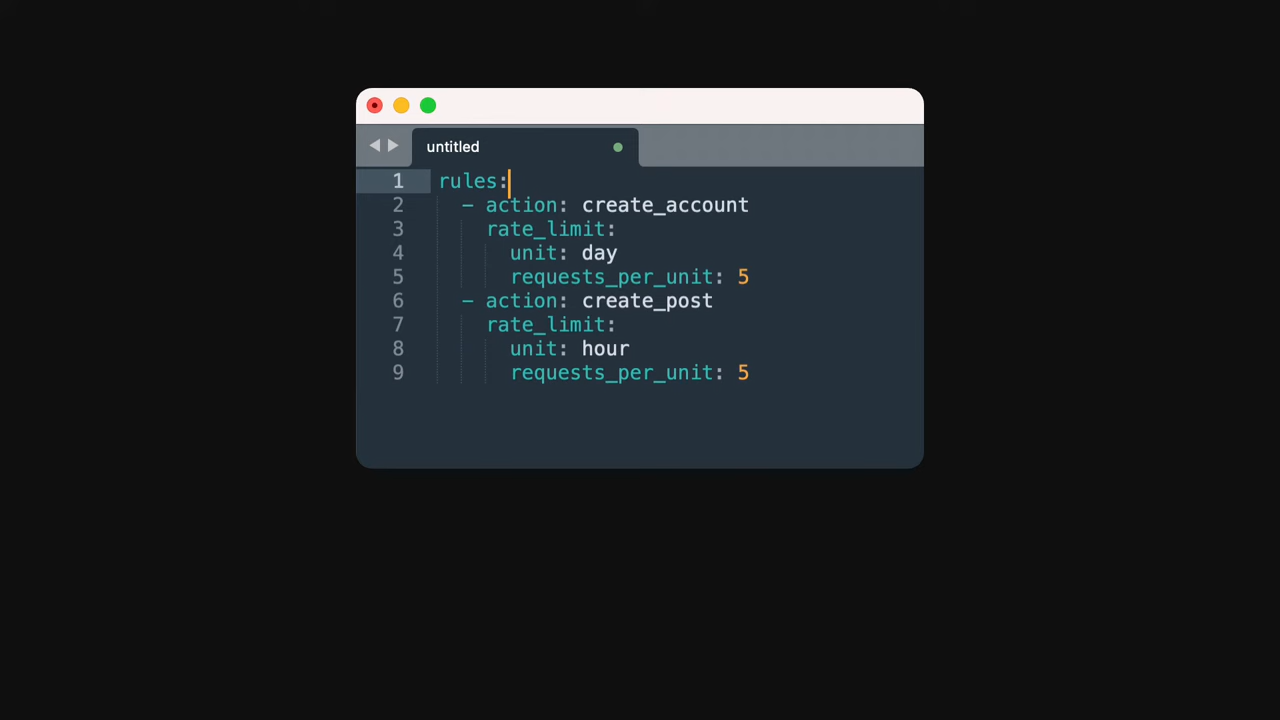 untitled
1 rules:
2   - action: create_account
3     rate_limit:
4       unit: day
5       requests_per_unit: 5
6   - action: create_post
7     rate_limit:
8       unit: hour
9       requests_per_unit: 5